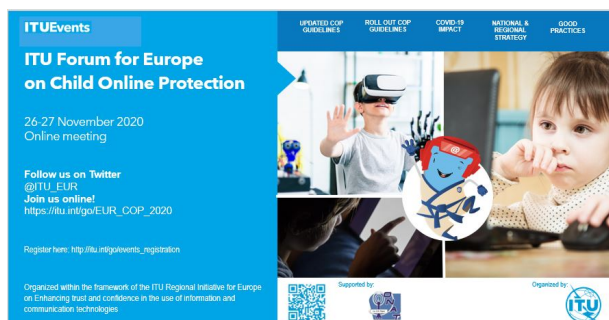 ITUEvents
ITU Forum for Europe
on Child Online Protection
26-27 November 2020
Online meeting
Follow us on Twitter
@ITU_EUR
Join us online!
https://itu.int/go/EUR_COP_2020
Register here: http://itu.int/go/events_registration
Organized within the framework of the ITU Regional Initiative for Europe
on Enhancing trust and confidence in the use of information and
communication technologies
UPDATED COP
GUIDELINES
ROLL OUT COP
GUIDELINES
COVID-19
IMPACT
NATIONAL &
REGIONAL
STRATEGY
GOOD
PRACTICES
@
Supported by:
Organized by:
ITU